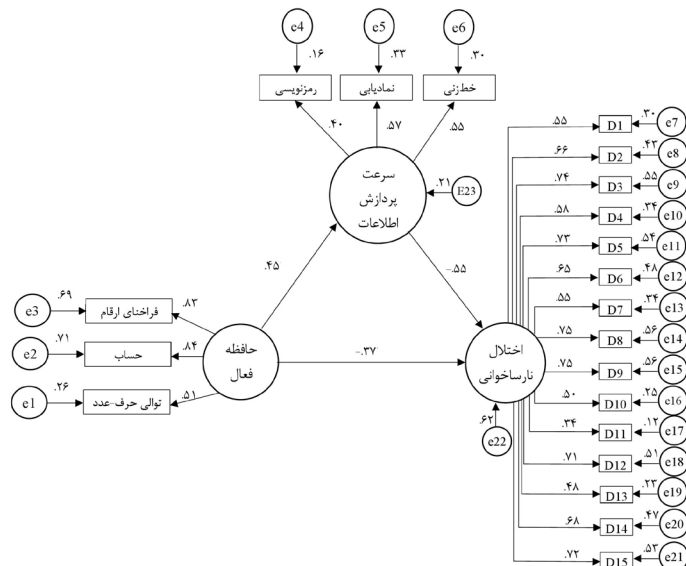 e4 e5 e6
.۱۶ .۳۳ .۳۰
رمزنویسی نمادیابی خط‌زنی
.۴۰ .۵۷ .۵۵
سرعت
پردازش
اطلاعات
.۲۱ E23
.۴۵
-.۵۵
e3 .۶۹ فراخنای ارقام .۸۳
e2 .۷۱ حساب .۸۴
e1 .۲۶ توالی حرف-عدد .۵۱
حافظه
فعال
-.۳۷
اختلال
نارساخوانی
.۶۲
e22
.۵۵ D1 .۳۰ e7
.۶۶ D2 .۴۳ e8
.۷۴ D3 .۵۵ e9
.۵۸ D4 .۳۴ e10
.۷۳ D5 .۵۴ e11
.۶۵ D6 .۴۸ e12
.۵۵ D7 .۳۴ e13
.۷۵ D8 .۵۶ e14
.۷۵ D9 .۵۶ e15
.۵۰ D10 .۲۵ e16
.۳۴ D11 .۱۲ e17
.۷۱ D12 .۵۱ e18
.۴۸ D13 .۲۳ e19
.۶۸ D14 .۴۷ e20
.۷۲ D15 .۵۳ e21